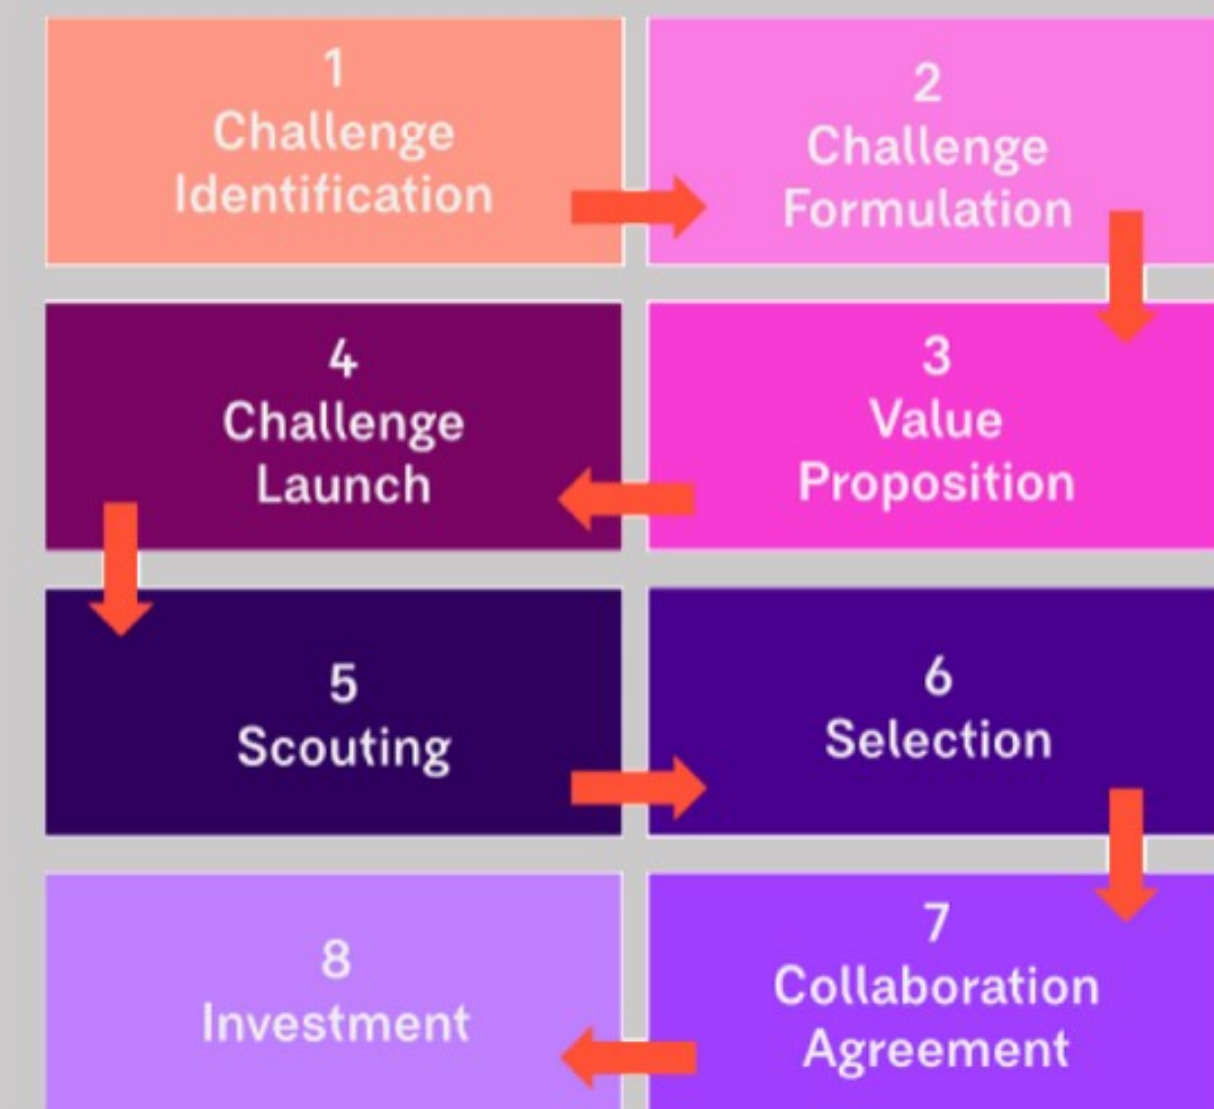 1
Challenge
Identification
2
Challenge
Formulation
3
Value
Proposition
4
Challenge
Launch
5
Scouting
6
Selection
7
Collaboration
Agreement
8
Investment